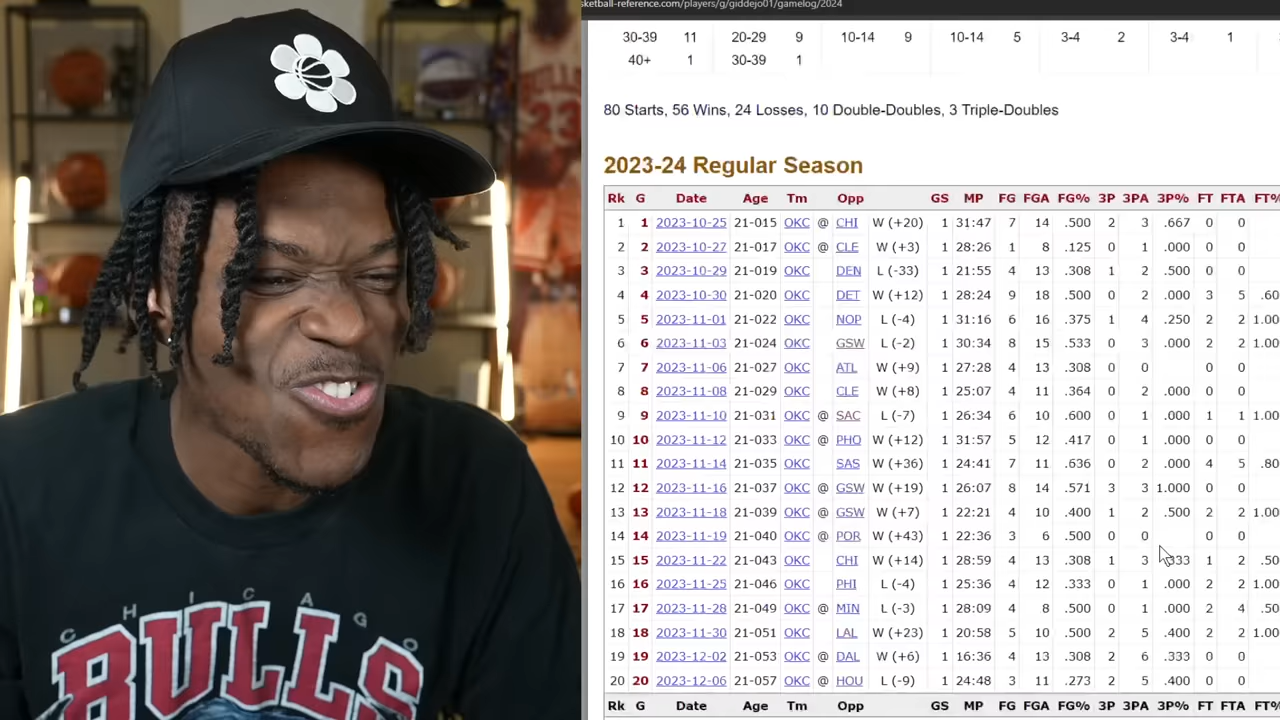 sketball-reference.com/players/g/giddejo01/gamelog/2024
30-39 11 20-29 9 10-14 9 10-14 5 3-4 2 3-4 1
40+ 1 30-39 1
80 Starts, 56 Wins, 24 Losses, 10 Double-Doubles, 3 Triple-Doubles
2023-24 Regular Season
Rk G Date Age Tm Opp GS MP FG FGA FG% 3P 3PA 3P% FT FTA FT%
1 1 2023-10-25 21-015 OKC @ CHI W (+20) 1 31:47 7 14 .500 2 3 .667 0 0
2 2 2023-10-27 21-017 OKC @ CLE W (+3) 1 28:26 1 8 .125 0 1 .000 0 0
3 3 2023-10-29 21-019 OKC DEN L (-33) 1 21:55 4 13 .308 1 2 .500 0 0
4 4 2023-10-30 21-020 OKC DET W (+12) 1 28:24 9 18 .500 0 2 .000 3 5 .60
5 5 2023-11-01 21-022 OKC NOP L (-4) 1 31:16 6 16 .375 1 4 .250 2 2 1.00
6 6 2023-11-03 21-024 OKC GSW L (-2) 1 30:34 8 15 .533 0 3 .000 2 2 1.00
7 7 2023-11-06 21-027 OKC ATL W (+9) 1 27:28 4 13 .308 0 0 0 0
8 8 2023-11-08 21-029 OKC CLE W (+8) 1 25:07 4 11 .364 0 2 .000 0 0
9 9 2023-11-10 21-031 OKC @ SAC L (-7) 1 26:34 6 10 .600 0 1 .000 1 1 1.00
10 10 2023-11-12 21-033 OKC @ PHO W (+12) 1 31:57 5 12 .417 0 1 .000 0 0
11 11 2023-11-14 21-035 OKC SAS W (+36) 1 24:41 7 11 .636 0 2 .000 4 5 .80
12 12 2023-11-16 21-037 OKC @ GSW W (+19) 1 26:07 8 14 .571 3 3 1.000 0 0
13 13 2023-11-18 21-039 OKC @ GSW W (+7) 1 22:21 4 10 .400 1 2 .500 2 2 1.00
14 14 2023-11-19 21-040 OKC @ POR W (+43) 1 22:36 3 6 .500 0 0 0 0
15 15 2023-11-22 21-043 OKC CHI W (+14) 1 28:59 4 13 .308 1 3 .333 1 2 .50
16 16 2023-11-25 21-046 OKC PHI L (-4) 1 25:36 4 12 .333 0 1 .000 2 2 1.00
17 17 2023-11-28 21-049 OKC @ MIN L (-3) 1 28:09 4 8 .500 0 1 .000 2 4 .50
18 18 2023-11-30 21-051 OKC LAL W (+23) 1 20:58 5 10 .500 2 5 .400 2 2 1.00
19 19 2023-12-02 21-053 OKC @ DAL W (+6) 1 16:36 4 13 .308 2 6 .333 0 0
20 20 2023-12-06 21-057 OKC @ HOU L (-9) 1 24:48 3 11 .273 2 5 .400 0 0
Rk G Date Age Tm Opp GS MP FG FGA FG% 3P 3PA 3P% FT FTA FT%
BULLS
23
CHICAGO
BULLS